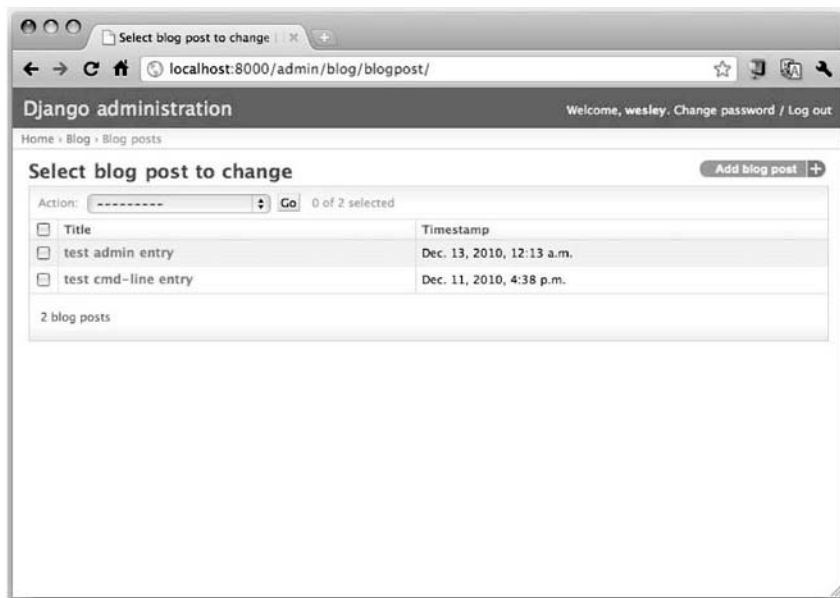 Select blog post to change
localhost:8000/admin/blog/blogpost/
Django administration
Welcome, wesley. Change password / Log out
Home › Blog › Blog posts
Select blog post to change
Add blog post +
Action: --------- Go 0 of 2 selected
Title Timestamp
test admin entry Dec. 13, 2010, 12:13 a.m.
test cmd-line entry Dec. 11, 2010, 4:38 p.m.
2 blog posts